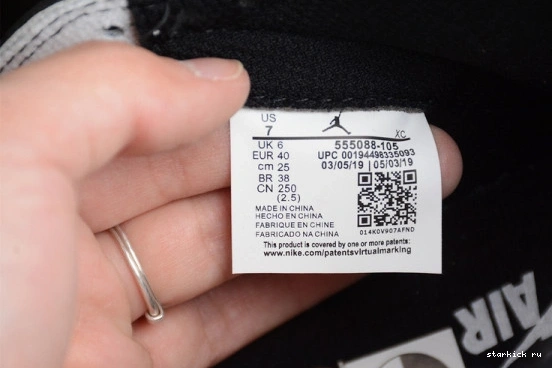 US
7
XC
UK 6
555088-105
EUR 40
UPC 00194498335093
cm 25
03/05/19 | 05/03/19
BR 38
CN 250
(2.5)
MADE IN CHINA
HECHO EN CHINA
FABRIQUE EN CHINE
FABRICADO NA CHINA
014K0V907AFND
This product is covered by one or more patents:
www.nike.com/patentsvirtualmarking
AIR
starkick ru